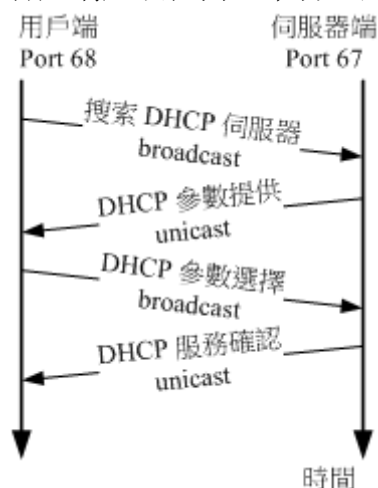 用戶端
Port 68
伺服器端
Port 67
搜索 DHCP 伺服器
broadcast
DHCP 參數提供
unicast
DHCP 參數選擇
broadcast
DHCP 服務確認
unicast
時間